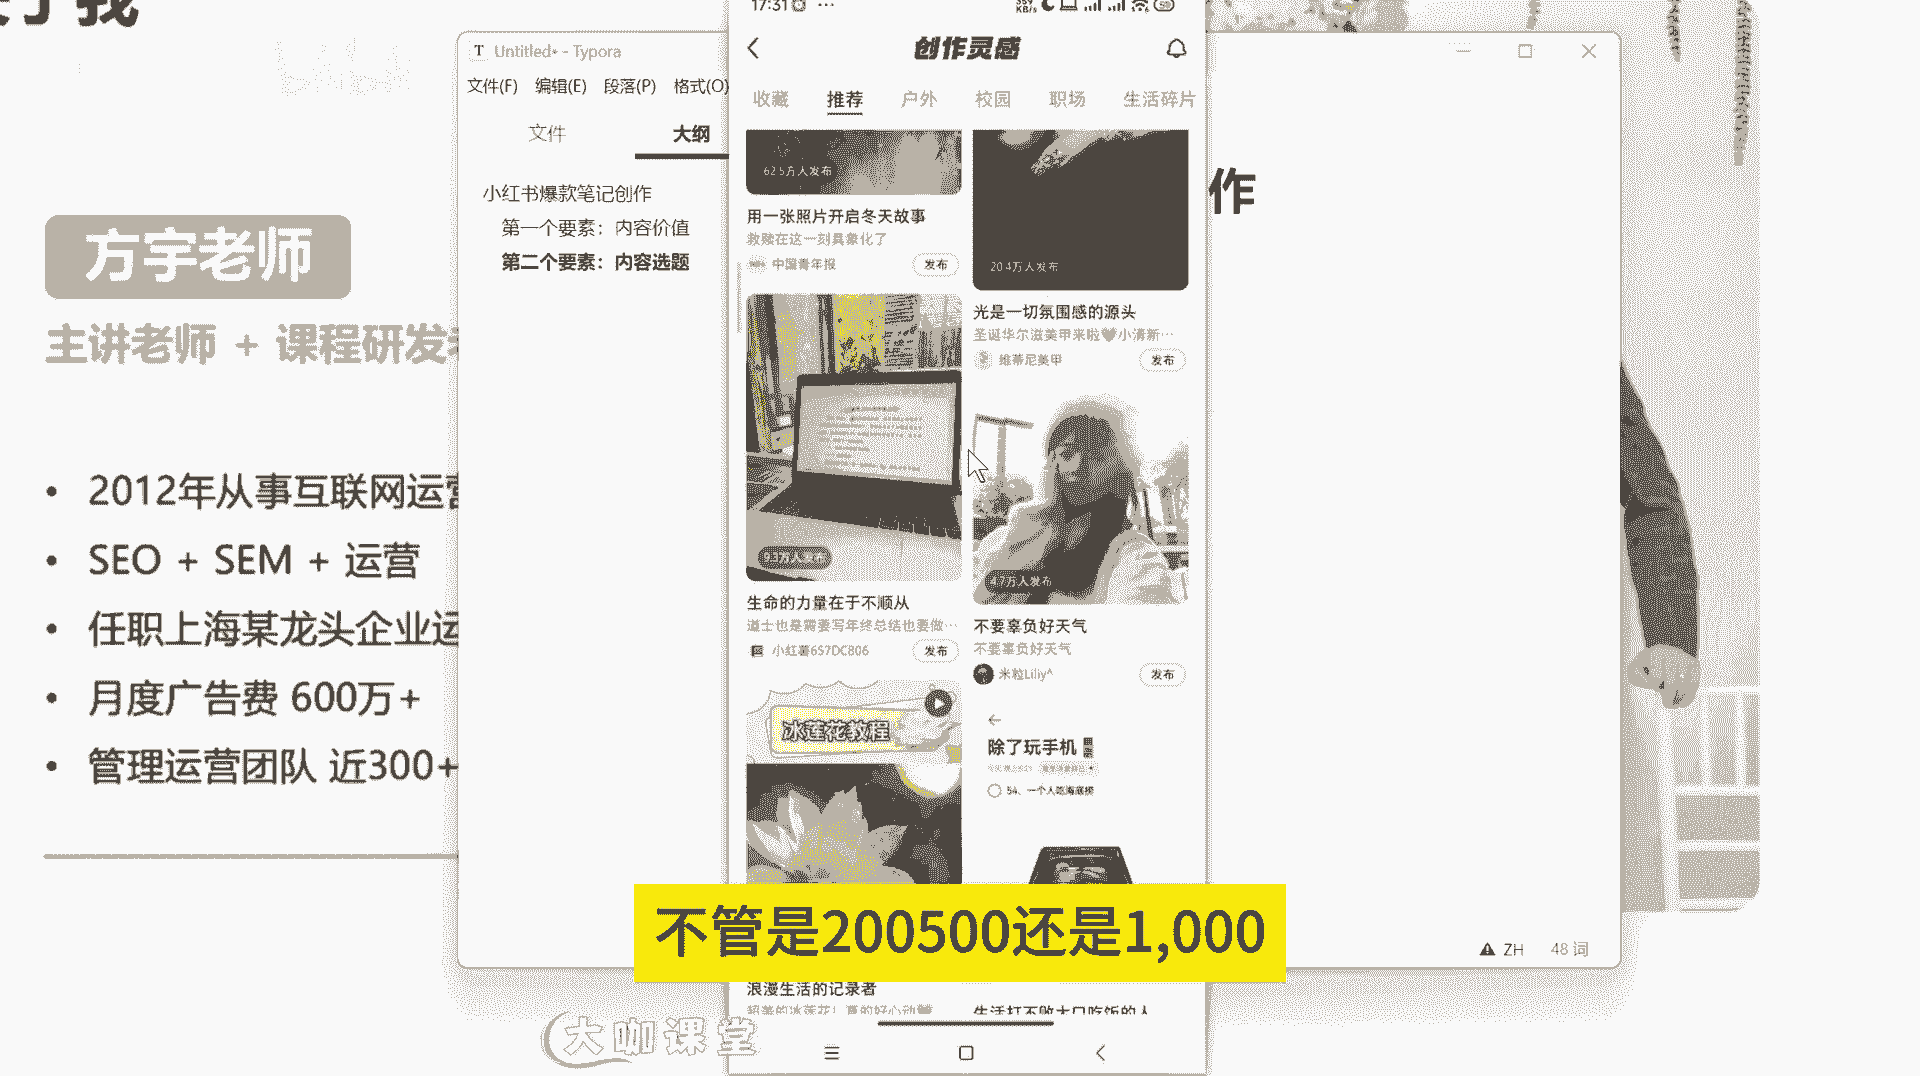 方宇老师
主讲老师 + 课程研发
• 2012年从事互联网运营
• SEO + SEM + 运营
• 任职上海某龙头企业运
• 月度广告费 600万+
• 管理运营团队 近300+
Untitled• - Typora
文件(F) 编辑(E) 段落(P) 格式(O)
文件 大纲
小红书爆款笔记创作
第一个要素：内容价值
第二个要素：内容选题
作
ZH 48 词
17:31
创作灵感
收藏 推荐 户外 校园 职场 生活碎片
62.5万人发布
用一张照片开启冬天故事
救赎在这一刻具象化了
中国青年报 发布
9.3万人发布
生命的力量在于不顺从
道士也是需要写年终总结也要做…
小红薯657DC806 发布
冰莲花教程
浪漫生活的记录者
超美的冰莲花！真的好心动
20.4万人发布
光是一切氛围感的源头
圣诞华尔滋美甲来啦🖤小清新…
维蒂尼美甲 发布
4.7万人发布
不要辜负好天气
不要辜负好天气
米粒Liliy^ 发布
除了玩手机
54、一个人吃海底捞
生活打不败大口吃饭的人
不管是200500还是1,000
大咖课堂